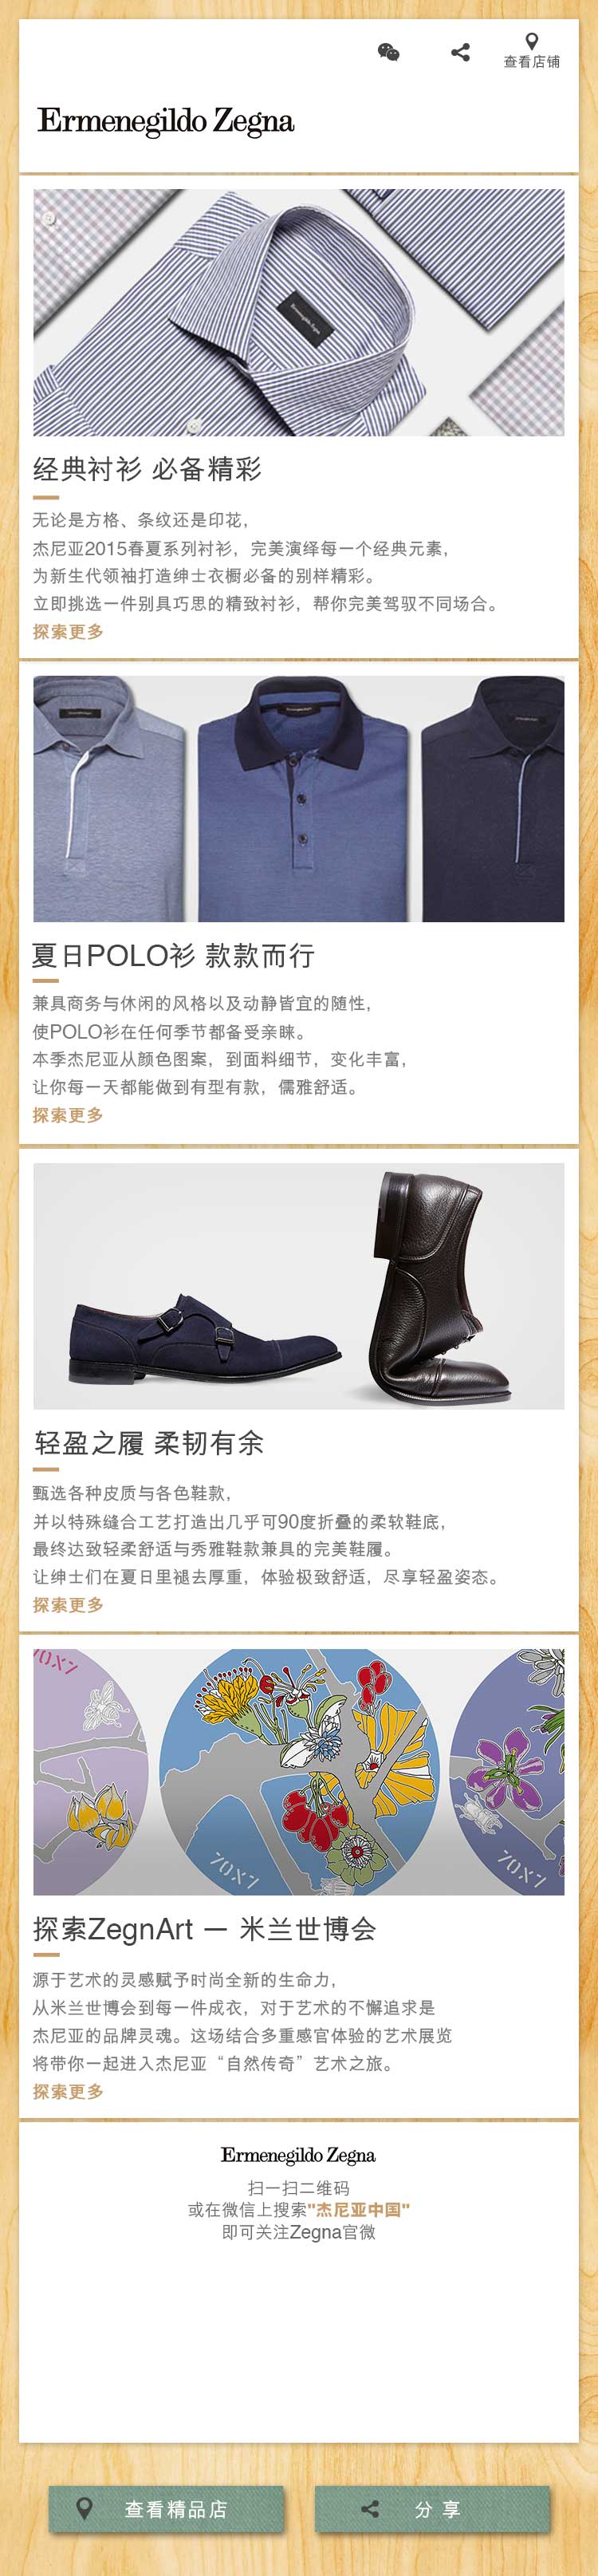 查看店铺
Ermenegildo Zegna
Ermenegildo Zegna
经典衬衫 必备精彩
无论是方格、条纹还是印花，
杰尼亚2015春夏系列衬衫，完美演绎每一个经典元素，
为新生代领袖打造绅士衣橱必备的别样精彩。
立即挑选一件别具巧思的精致衬衫，帮你完美驾驭不同场合。
探索更多
夏日POLO衫 款款而行
兼具商务与休闲的风格以及动静皆宜的随性，
使POLO衫在任何季节都备受亲睐。
本季杰尼亚从颜色图案，到面料细节，变化丰富，
让你每一天都能做到有型有款，儒雅舒适。
探索更多
轻盈之履 柔韧有余
甄选各种皮质与各色鞋款，
并以特殊缝合工艺打造出几乎可90度折叠的柔软鞋底，
最终达致轻柔舒适与秀雅鞋款兼具的完美鞋履。
让绅士们在夏日里褪去厚重，体验极致舒适，尽享轻盈姿态。
探索更多
70X7
70X7
70X7
探索ZegnArt — 米兰世博会
源于艺术的灵感赋予时尚全新的生命力，
从米兰世博会到每一件成衣，对于艺术的不懈追求是
杰尼亚的品牌灵魂。这场结合多重感官体验的艺术展览
将带你一起进入杰尼亚“自然传奇”艺术之旅。
探索更多
Ermenegildo Zegna
扫一扫二维码
或在微信上搜索"杰尼亚中国"
即可关注Zegna官微
查看精品店
分 享